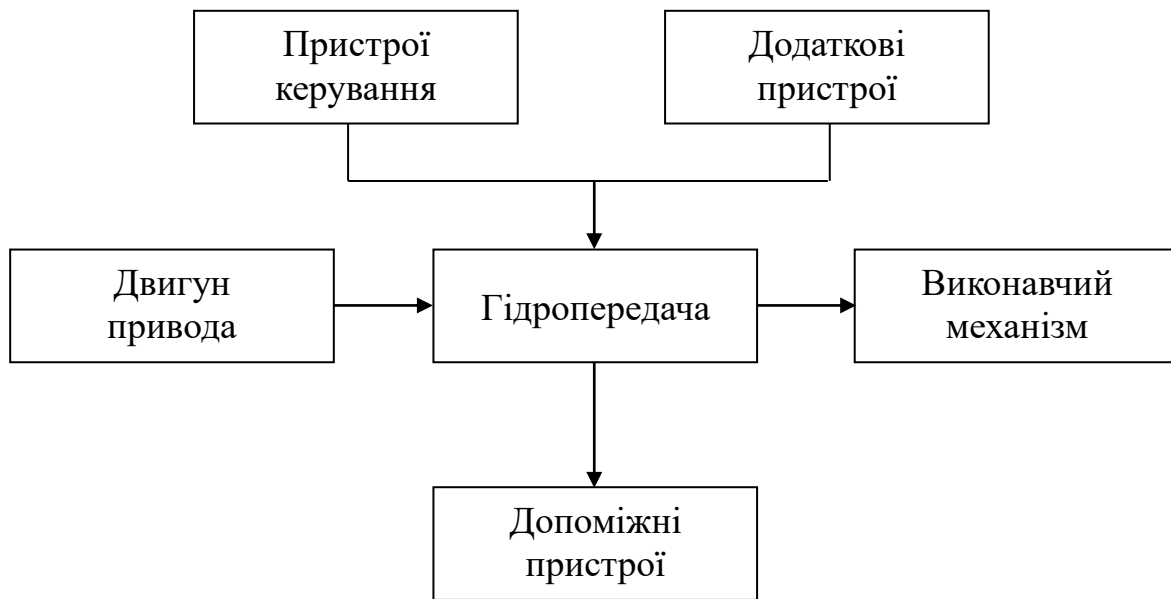 Пристрої
керування
Додаткові
пристрої
Двигун
привода
Гідропередача
Виконавчий
механізм
Допоміжні
пристрої